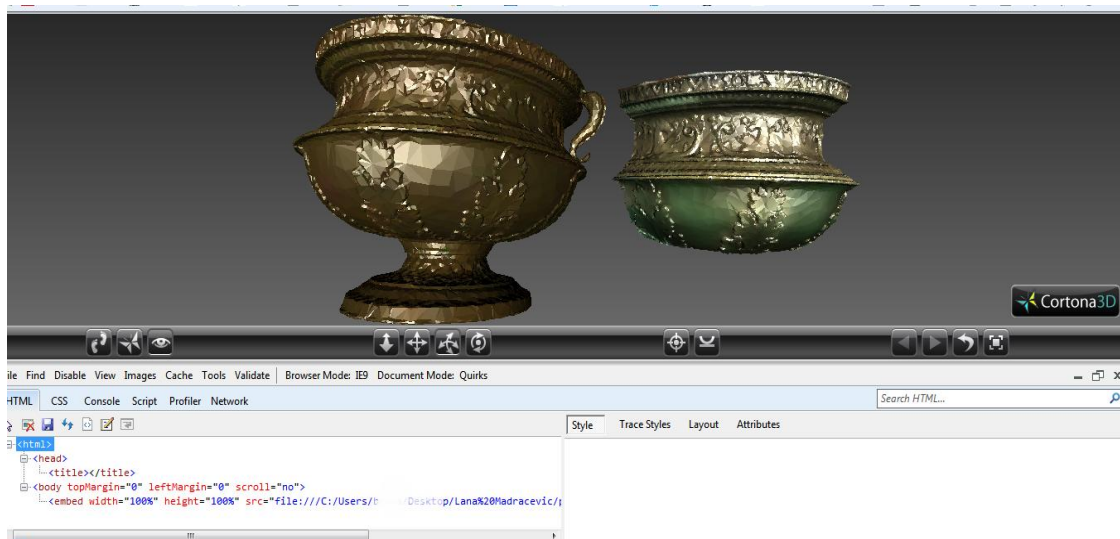 Cortona3D
ile Find Disable View Images Cache Tools Validate Browser Mode: IE9 Document Mode: Quirks
HTML CSS Console Script Profiler Network Search HTML...
Style Trace Styles Layout Attributes
<html>
<head>
<title></title>
<body topMargin="0" leftMargin="0" scroll="no">
<embed width="100%" height="100%" src="file:///C:/Users/ Desktop/Lana%20Madracevic/